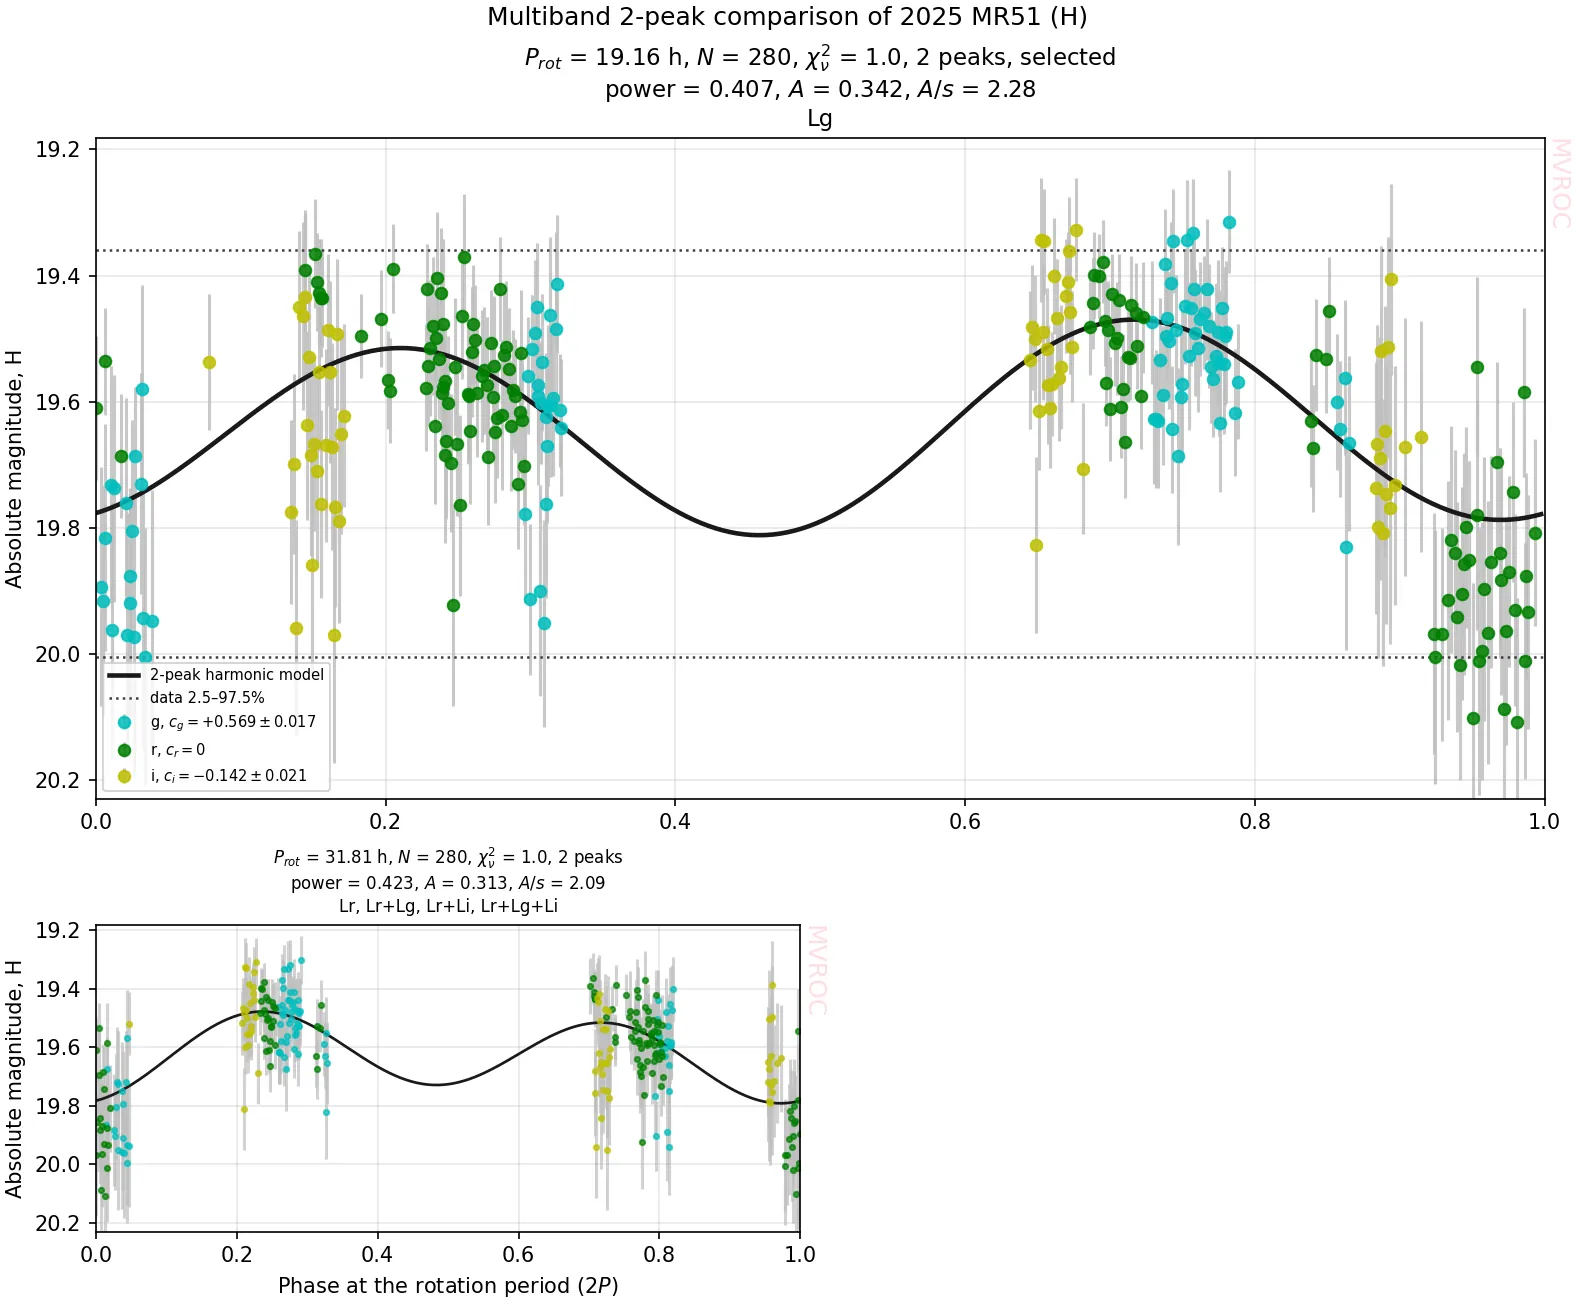 Multiband 2-peak comparison of 2025 MR51 (H)
P_rot = 19.16 h, N = 280, χ²_ν = 1.0, 2 peaks, selected
power = 0.407, A = 0.342, A/s = 2.28
Lg
MVROC
Absolute magnitude, H
19.2
19.4
19.6
19.8
20.0
20.2
2-peak harmonic model
data 2.5–97.5%
g, c_g = +0.569 ± 0.017
r, c_r = 0
i, c_i = −0.142 ± 0.021
0.0 0.2 0.4 0.6 0.8 1.0
P_rot = 31.81 h, N = 280, χ²_ν = 1.0, 2 peaks
power = 0.423, A = 0.313, A/s = 2.09
Lr, Lr+Lg, Lr+Li, Lr+Lg+Li
MVROC
Absolute magnitude, H
19.2
19.4
19.6
19.8
20.0
20.2
0.0 0.2 0.4 0.6 0.8 1.0
Phase at the rotation period (2P)